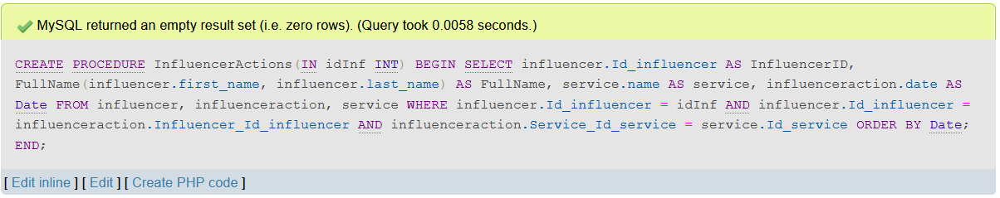 MySQL returned an empty result set (i.e. zero rows). (Query took 0.0058 seconds.)
CREATE PROCEDURE InfluencerActions(IN idInf INT) BEGIN SELECT influencer.Id_influencer AS InfluencerID,
FullName(influencer.first_name, influencer.last_name) AS FullName, service.name AS service, influenceraction.date AS
Date FROM influencer, influenceraction, service WHERE influencer.Id_influencer = idInf AND influencer.Id_influencer =
influenceraction.Influencer_Id_influencer AND influenceraction.Service_Id_service = service.Id_service ORDER BY Date;
END;
[ Edit inline ] [ Edit ] [ Create PHP code ]